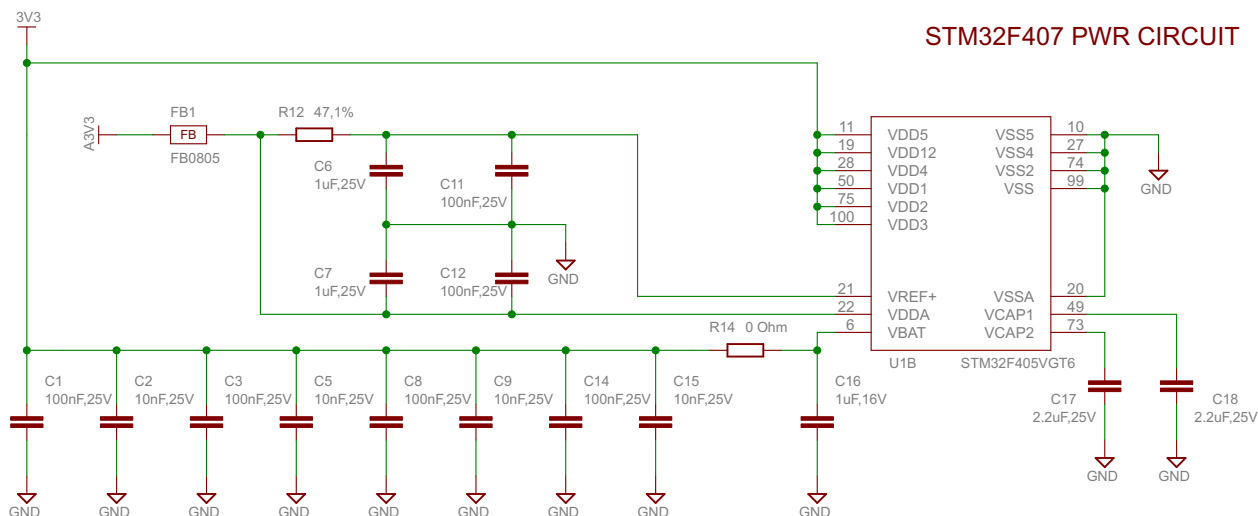 3V3
STM32F407 PWR CIRCUIT
A3V3
FB1
FB
FB0805
R12 47,1%
C6
1uF,25V
C11
100nF,25V
C7
1uF,25V
C12
100nF,25V
GND
11 VDD5 VSS5 10
19 VDD12 VSS4 27
28 VDD4 VSS2 74
50 VDD1 VSS 99
75 VDD2
100 VDD3
GND
21 VREF+ VSSA 20
22 VDDA VCAP1 49
6 VBAT VCAP2 73
U1B STM32F405VGT6
R14 0 Ohm
C1
100nF,25V
C2
10nF,25V
C3
100nF,25V
C5
10nF,25V
C8
100nF,25V
C9
10nF,25V
C14
100nF,25V
C15
10nF,25V
C16
1uF,16V
C17
2.2uF,25V
C18
2.2uF,25V
GND
GND
GND
GND
GND
GND
GND
GND
GND
GND
GND